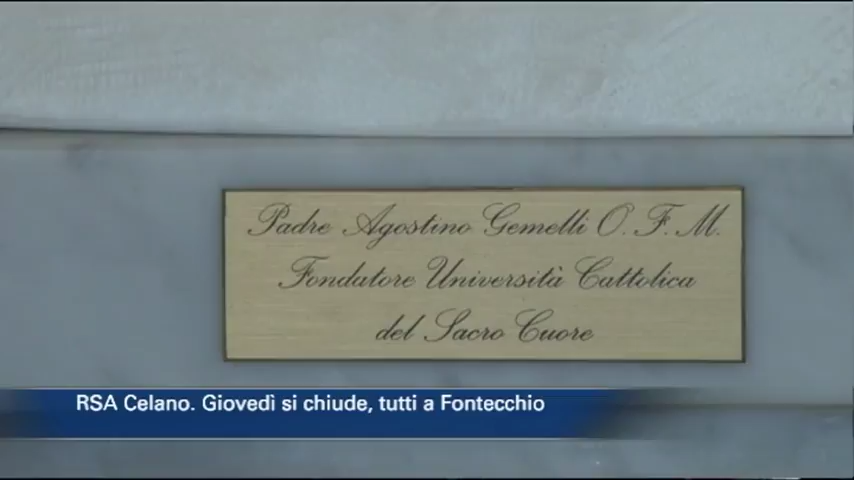 Padre Agostino Gemelli O.F.M.
Fondatore Università Cattolica
del Sacro Cuore
RSA Celano. Giovedì si chiude, tutti a Fontecchio